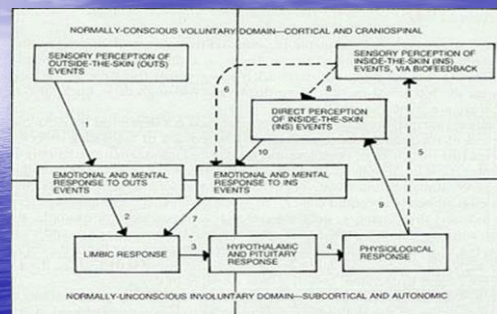 NORMALLY-CONSCIOUS VOLUNTARY DOMAIN—CORTICAL AND CRANIOSPINAL
SENSORY PERCEPTION OF
OUTSIDE-THE-SKIN (OUTS)
EVENTS
SENSORY PERCEPTION OF
INSIDE-THE-SKIN (INS)
EVENTS, VIA BIOFEEDBACK
6
8
DIRECT PERCEPTION
OF INSIDE-THE-SKIN
(INS) EVENTS
1
10
5
EMOTIONAL AND MENTAL
RESPONSE TO OUTS
EVENTS
EMOTIONAL AND MENTAL
RESPONSE TO INS
EVENTS
2
7
9
LIMBIC RESPONSE
3
HYPOTHALAMIC
AND PITUITARY
RESPONSE
4
PHYSIOLOGICAL
RESPONSE
NORMALLY-UNCONSCIOUS INVOLUNTARY DOMAIN—SUBCORTICAL AND AUTONOMIC